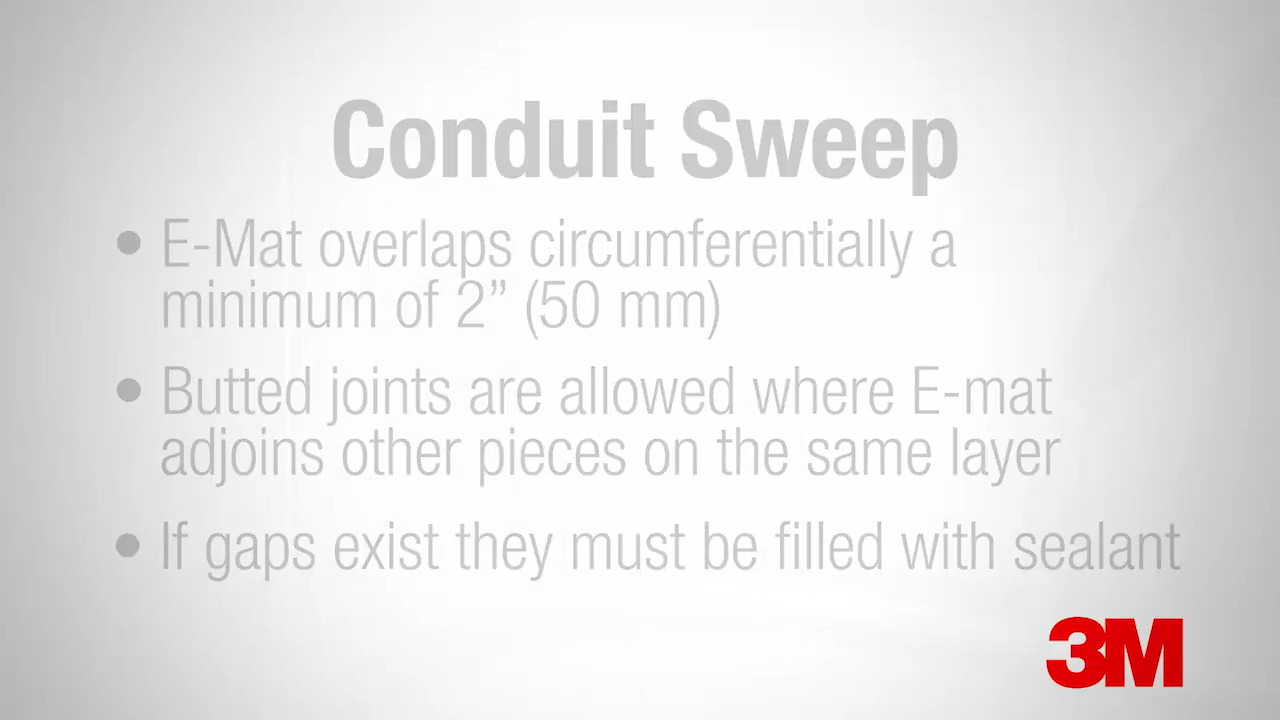 Conduit Sweep
• E-Mat overlaps circumferentially a
minimum of 2” (50 mm)
• Butted joints are allowed where E-mat
adjoins other pieces on the same layer
• If gaps exist they must be filled with sealant
3M